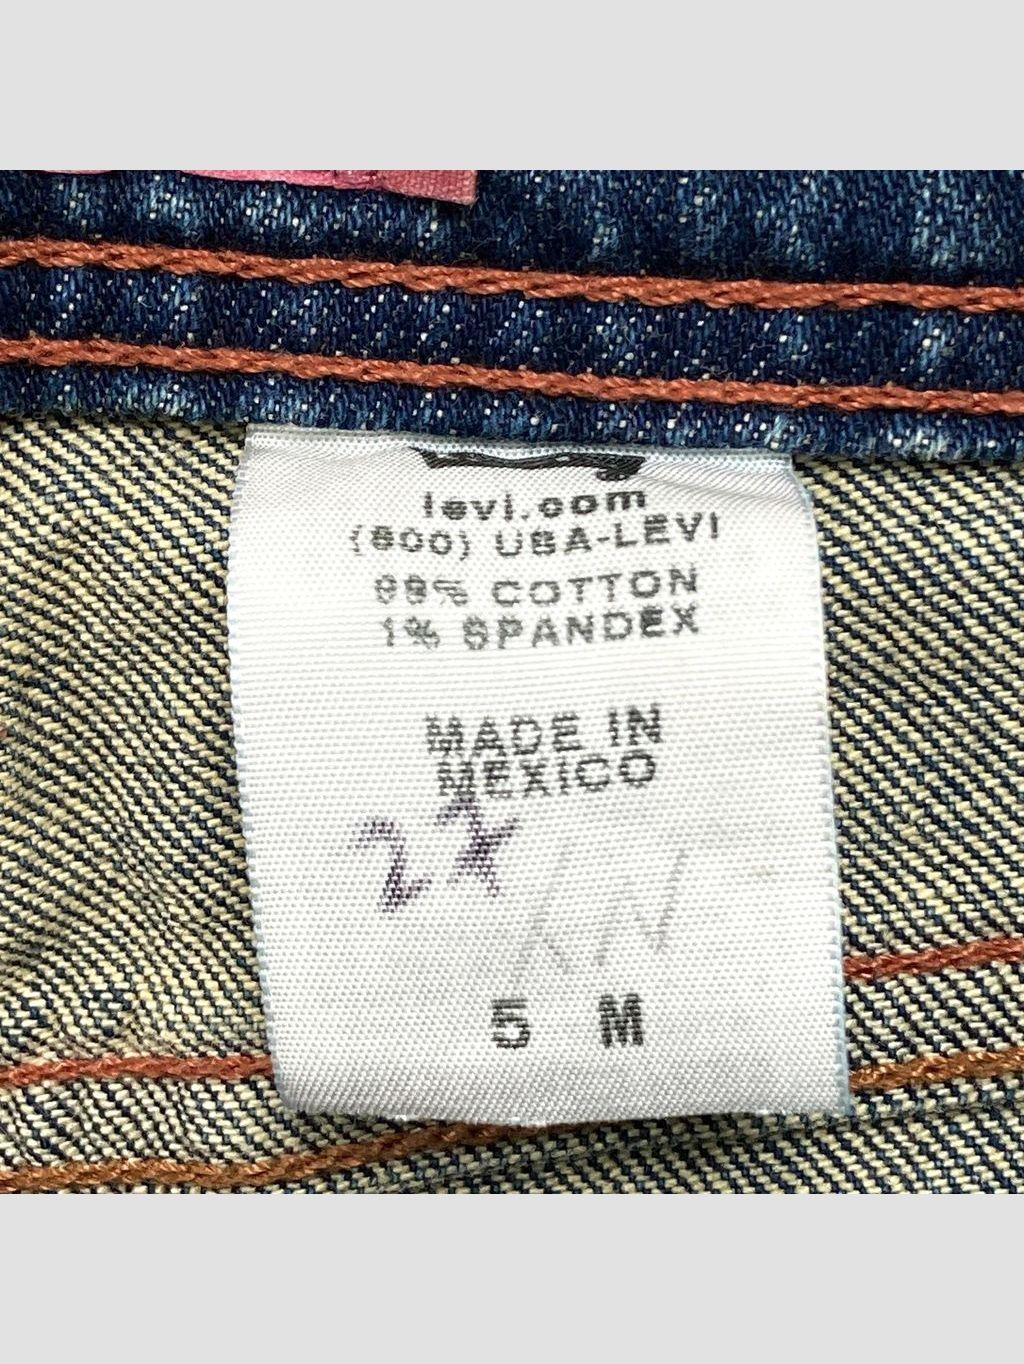 levi.com
(800) USA-LEVI
99% COTTON
1% SPANDEX
MADE IN
MEXICO
5 M